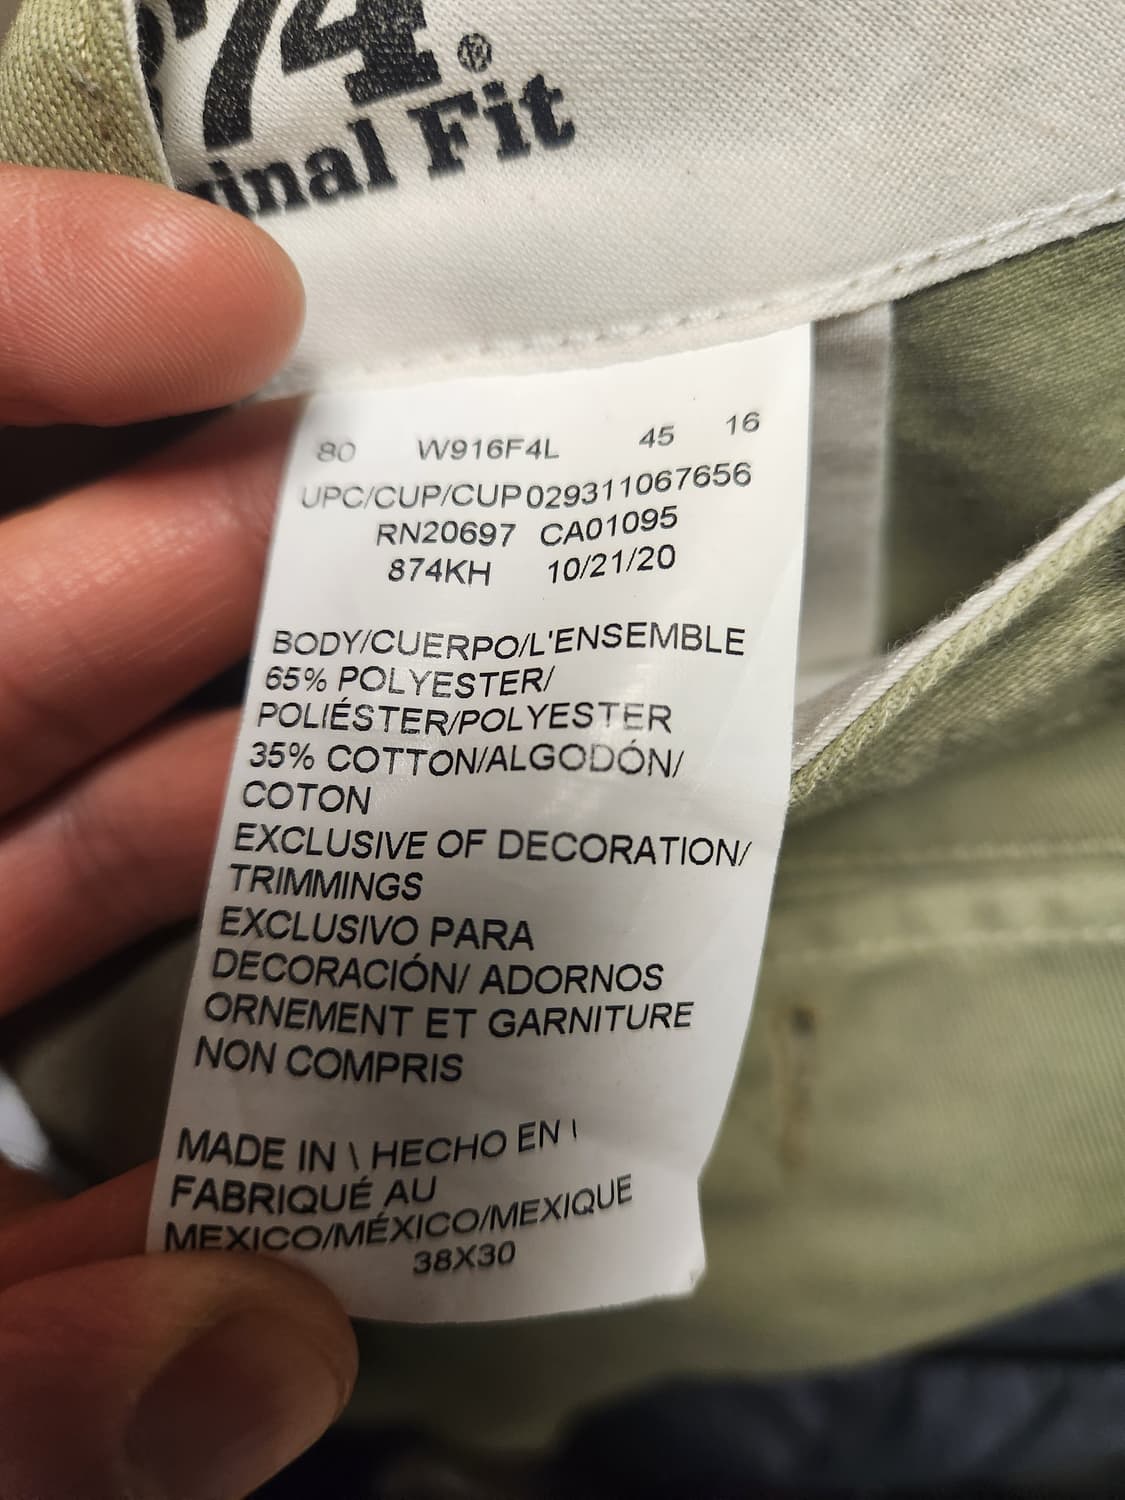 874®
Original Fit
80 W916F4L 45 16
UPC/CUP/CUP 029311067656
RN20697 CA01095
874KH 10/21/20
BODY/CUERPO/L'ENSEMBLE
65% POLYESTER/
POLIÉSTER/POLYESTER
35% COTTON/ALGODÓN/
COTON
EXCLUSIVE OF DECORATION/
TRIMMINGS
EXCLUSIVO PARA
DECORACIÓN/ ADORNOS
ORNEMENT ET GARNITURE
NON COMPRIS
MADE IN \ HECHO EN \
FABRIQUÉ AU
MEXICO/MÉXICO/MEXIQUE
38X30